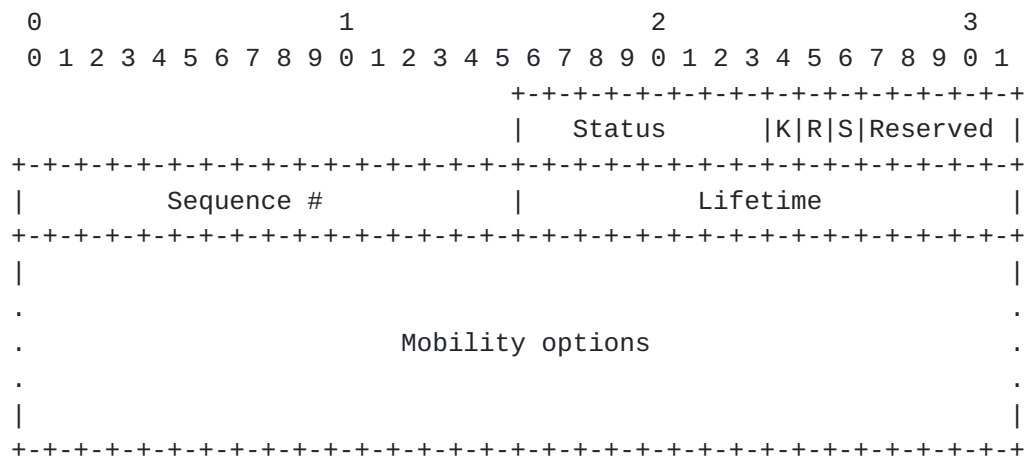 0                   1                   2                   3
 0 1 2 3 4 5 6 7 8 9 0 1 2 3 4 5 6 7 8 9 0 1 2 3 4 5 6 7 8 9 0 1
                                +-+-+-+-+-+-+-+-+-+-+-+-+-+-+-+-+
                                |   Status      |K|R|S|Reserved |
+-+-+-+-+-+-+-+-+-+-+-+-+-+-+-+-+-+-+-+-+-+-+-+-+-+-+-+-+-+-+-+-+
|         Sequence #            |           Lifetime            |
+-+-+-+-+-+-+-+-+-+-+-+-+-+-+-+-+-+-+-+-+-+-+-+-+-+-+-+-+-+-+-+-+
|                                                               |
.                                                               .
.                        Mobility options                       .
.                                                               .
|                                                               |
+-+-+-+-+-+-+-+-+-+-+-+-+-+-+-+-+-+-+-+-+-+-+-+-+-+-+-+-+-+-+-+-+